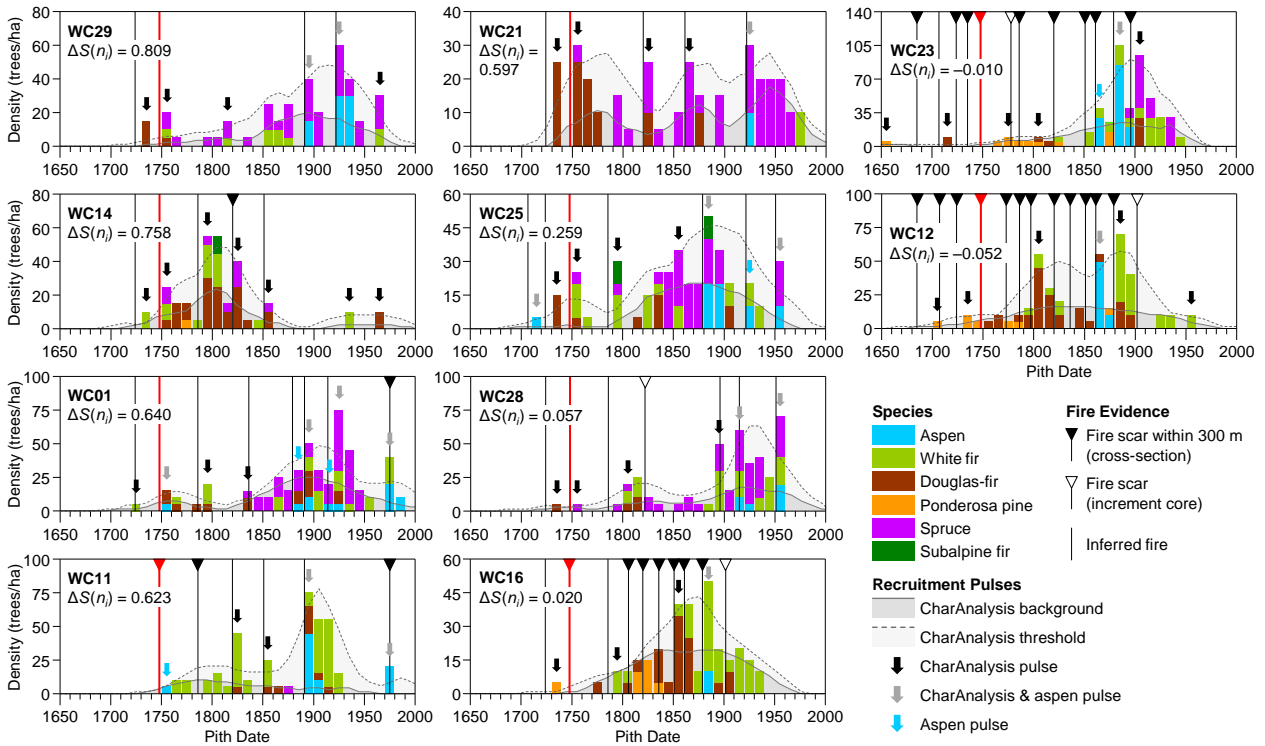 WC29
ΔS(nᵢ) = 0.809
Density (trees/ha)
80
60
40
20
0
1650 1700 1750 1800 1850 1900 1950 2000
WC21
ΔS(nᵢ) =
0.597
40
30
20
10
0
1650 1700 1750 1800 1850 1900 1950 2000
WC23
ΔS(nᵢ) = –0.010
140
105
70
35
0
1650 1700 1750 1800 1850 1900 1950 2000
WC14
ΔS(nᵢ) = 0.758
Density (trees/ha)
80
60
40
20
0
1650 1700 1750 1800 1850 1900 1950 2000
WC25
ΔS(nᵢ) = 0.259
60
45
30
15
0
1650 1700 1750 1800 1850 1900 1950 2000
WC12
ΔS(nᵢ) = –0.052
100
75
50
25
0
1650 1700 1750 1800 1850 1900 1950 2000
Pith Date
WC01
ΔS(nᵢ) = 0.640
Density (trees/ha)
100
75
50
25
0
1650 1700 1750 1800 1850 1900 1950 2000
WC28
ΔS(nᵢ) = 0.057
100
75
50
25
0
1650 1700 1750 1800 1850 1900 1950 2000
WC11
ΔS(nᵢ) = 0.623
Density (trees/ha)
100
75
50
25
0
1650 1700 1750 1800 1850 1900 1950 2000
Pith Date
WC16
ΔS(nᵢ) = 0.020
60
45
30
15
0
1650 1700 1750 1800 1850 1900 1950 2000
Pith Date
Species
Aspen
White fir
Douglas-fir
Ponderosa pine
Spruce
Subalpine fir
Fire Evidence
Fire scar within 300 m
(cross-section)
Fire scar
(increment core)
Inferred fire
Recruitment Pulses
CharAnalysis background
CharAnalysis threshold
CharAnalysis pulse
CharAnalysis & aspen pulse
Aspen pulse